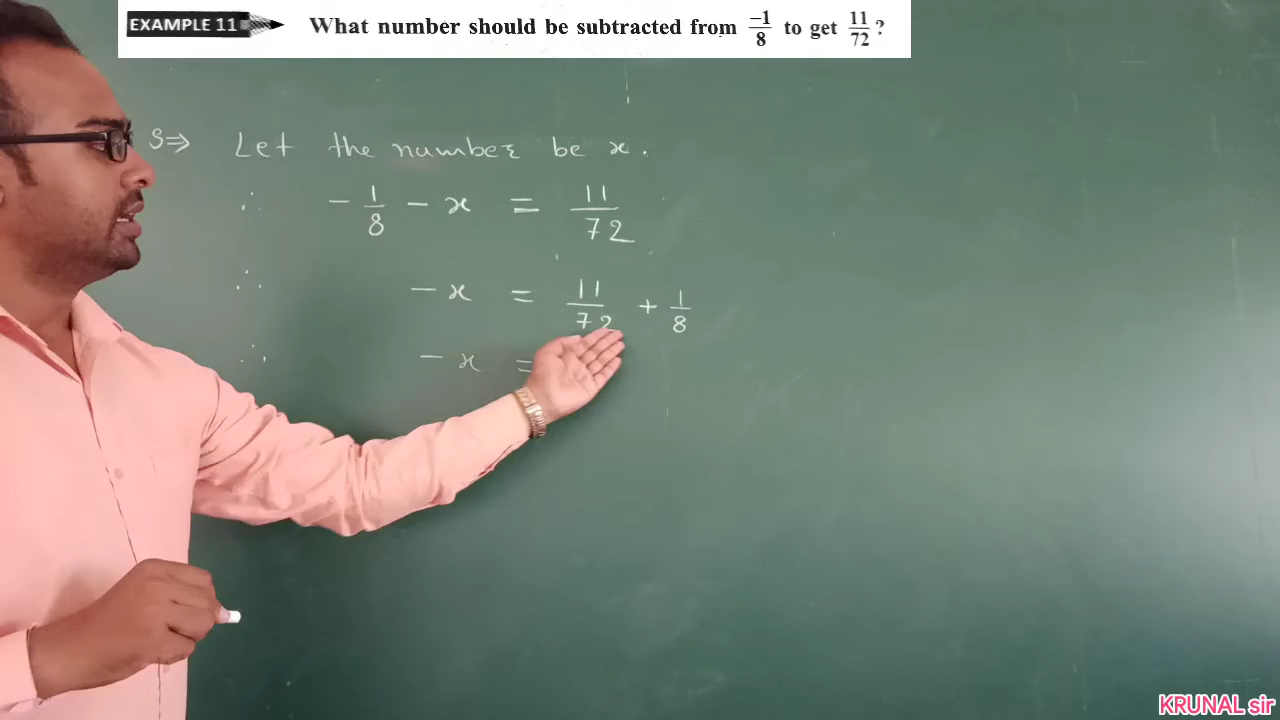 EXAMPLE 11 What number should be subtracted from -1/8 to get 11/72?
S⇒ Let the number be x.
∴ -1/8 - x = 11/72
∴ -x = 11/72 + 1/8
∴ -x =
KRUNAL sir